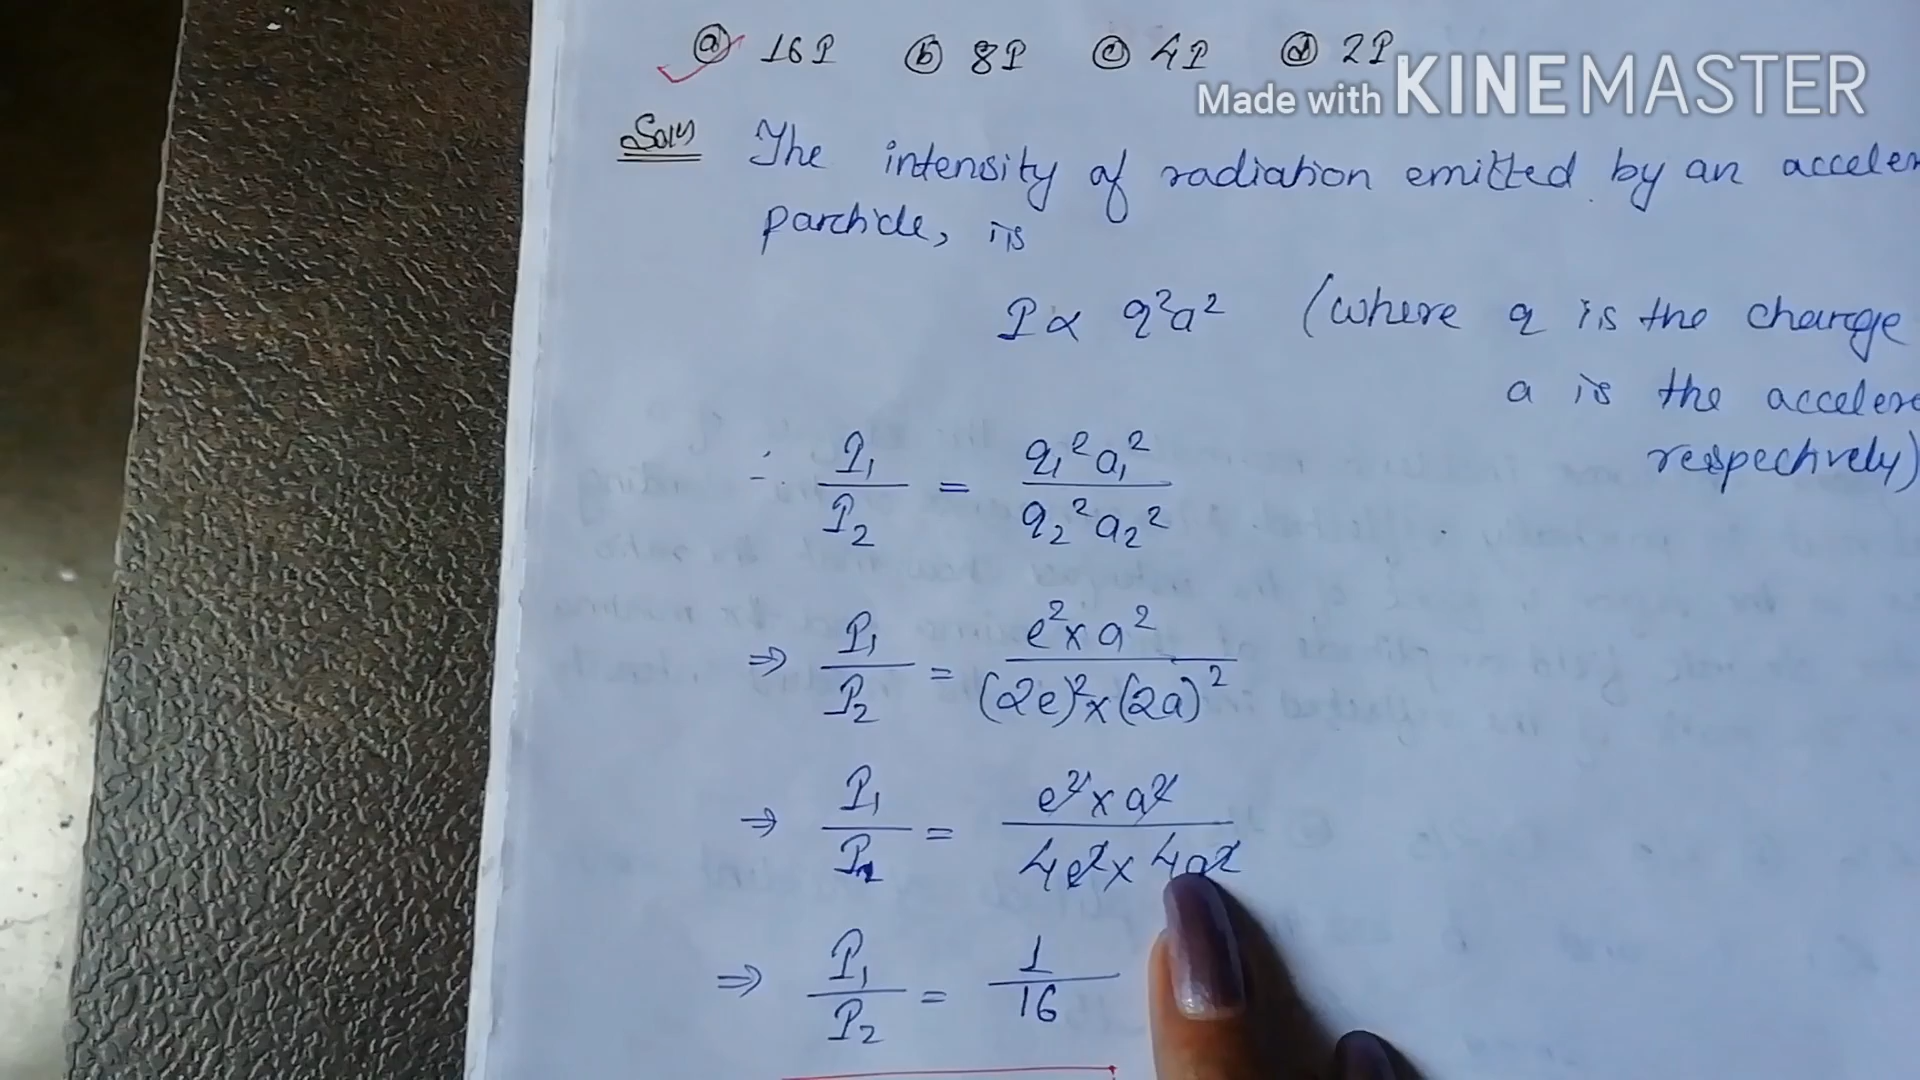 ⓐ 16P ⓑ 8P ⓒ 4P ⓓ 2P
Made with KINEMASTER
Soln The intensity of radiation emitted by an acceler
particle, is
P ∝ q²a² (where q is the charge
a is the acceler
respectively)
∴ P₁/P₂ = q₁²a₁²/q₂²a₂²
⇒ P₁/P₂ = e²×a²/(2e)²×(2a)²
⇒ P₁/P₂ = e²×a²/4e²×4a²
⇒ P₁/P₂ = 1/16